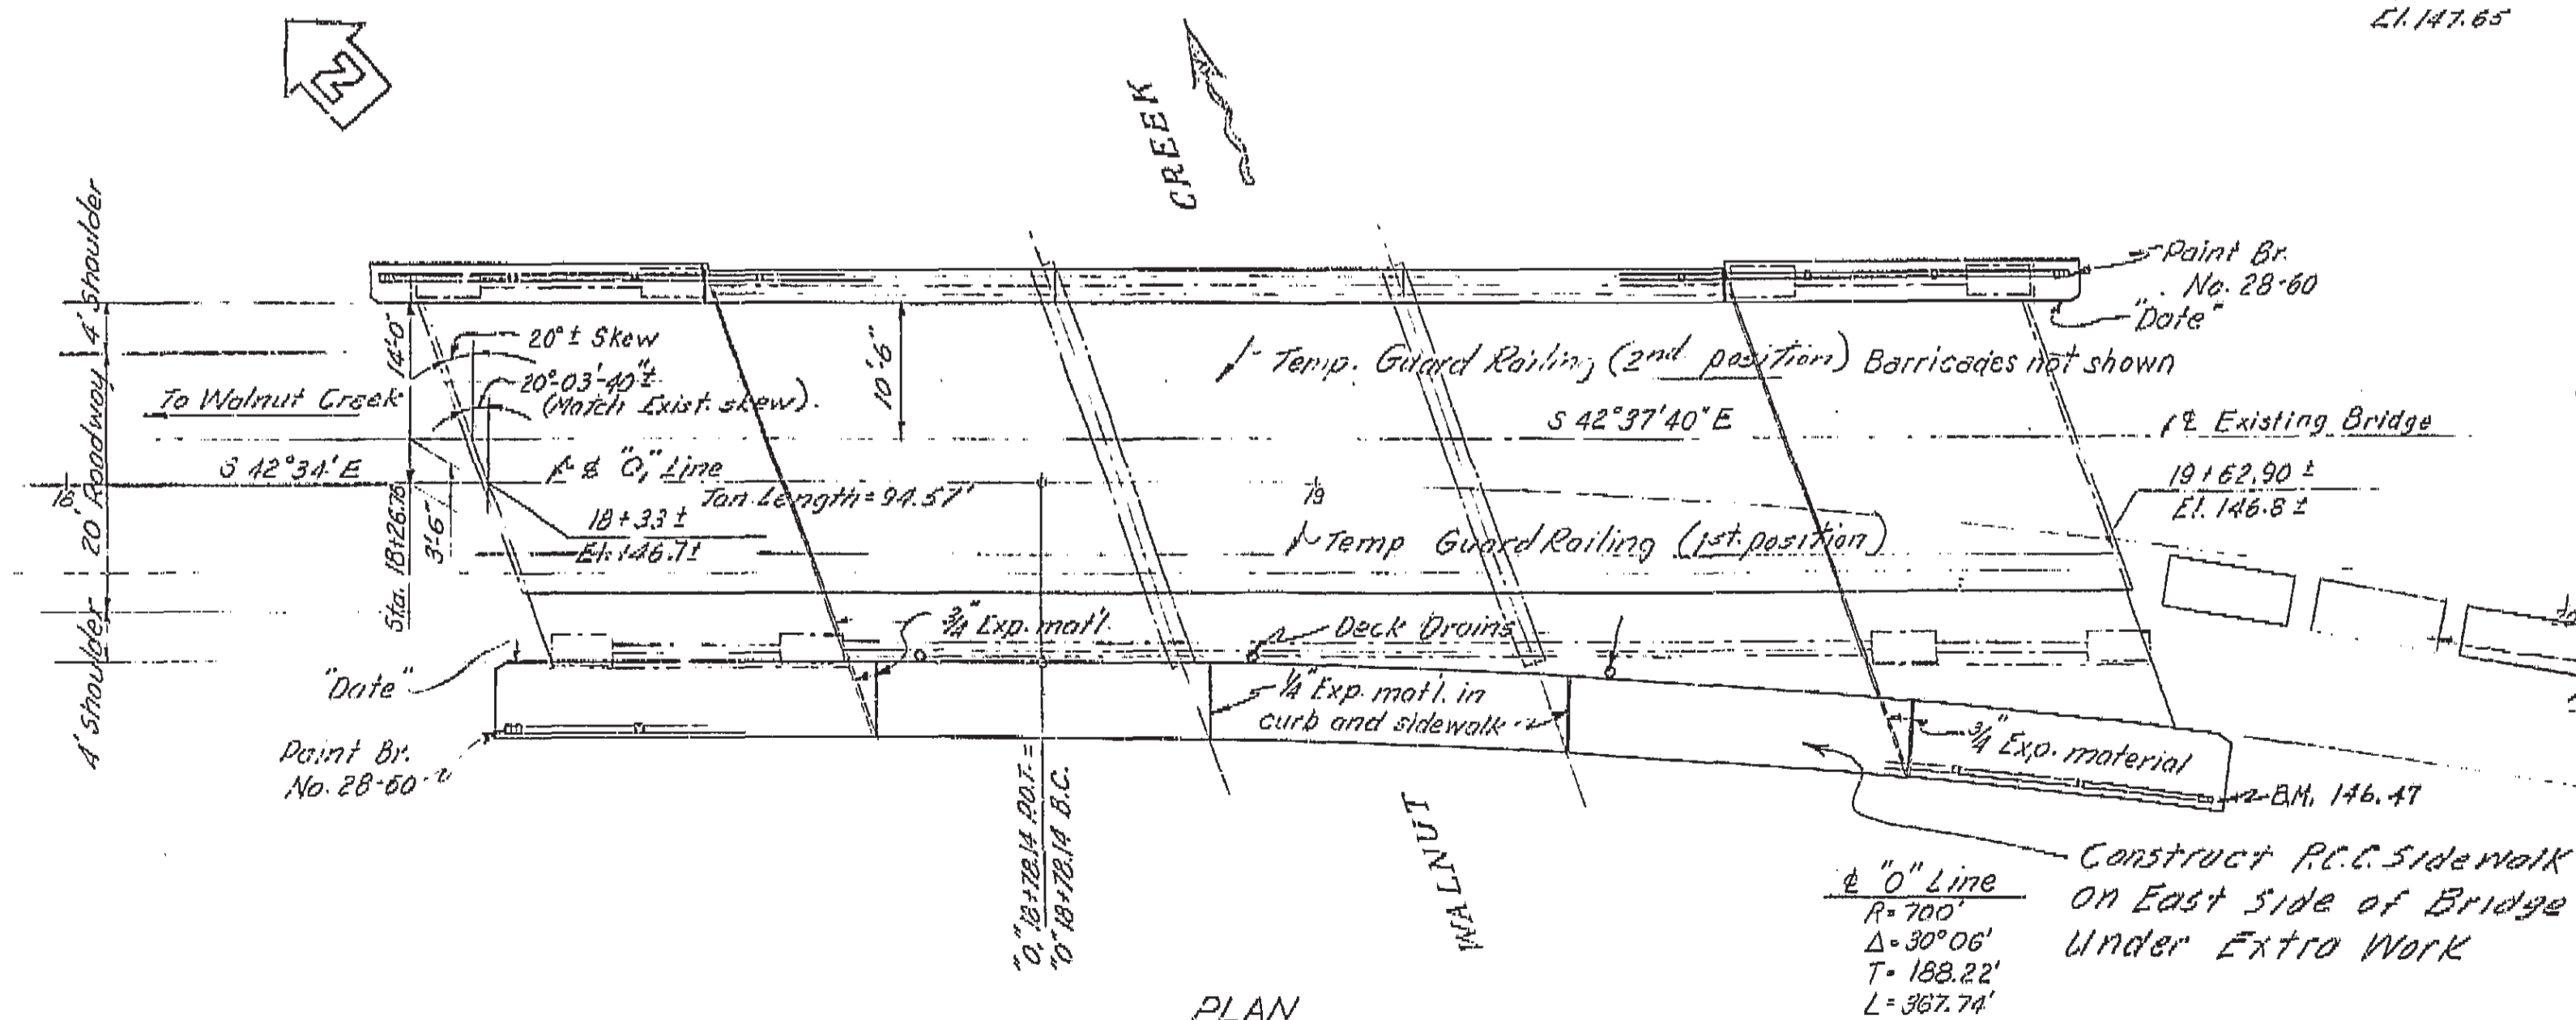 El. 147.65
N
CREEK
4' Shoulder
20' Roadway
4' Shoulder
Paint Br.
No. 28-60
"Date"
14'-0"
20° ± Skew
20°-03'-40" ±
(Match Exist. skew).
10'-6"
Temp. Guard Railing (2nd position) Barricades not shown
To Walnut Creek
S 42°37'40" E
℄ Existing Bridge
S 42°34' E
℄ "O₁" Line
Tan. Length = 94.57'
19+62.90 ±
El. 146.8 ±
18
19
Sta. 18+26.76
3'-6"
18+33 ±
El. 146.7 ±
Temp Guard Railing (1st. position)
3/4" Exp. mat'l.
Deck Drains
"Date"
1/4" Exp. mat'l. in
curb and sidewalk
Paint Br.
No. 28-60
3/4" Exp. material
B.M. 146.47
"O₁" 18+78.14 P.O.T. =
"O" 18+78.14 B.C.
WALNUT
Construct P.C.C. Sidewalk
on East Side of Bridge
Under Extra Work
℄ "O" Line
R = 700'
Δ = 30°06'
T = 188.22'
L = 367.74'
PLAN